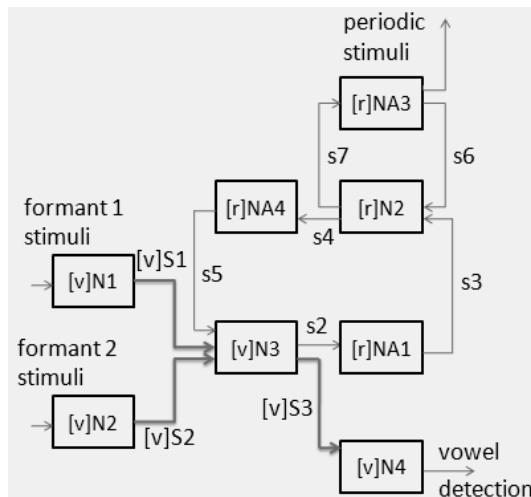 periodic
stimuli
[r]NA3
s7
s6
[r]NA4
[r]N2
s4
formant 1
stimuli
[v]S1
[v]N1
s5
s3
s2
[v]N3
[r]NA1
formant 2
stimuli
[v]N2
[v]S2
[v]S3
[v]N4
vowel
detection